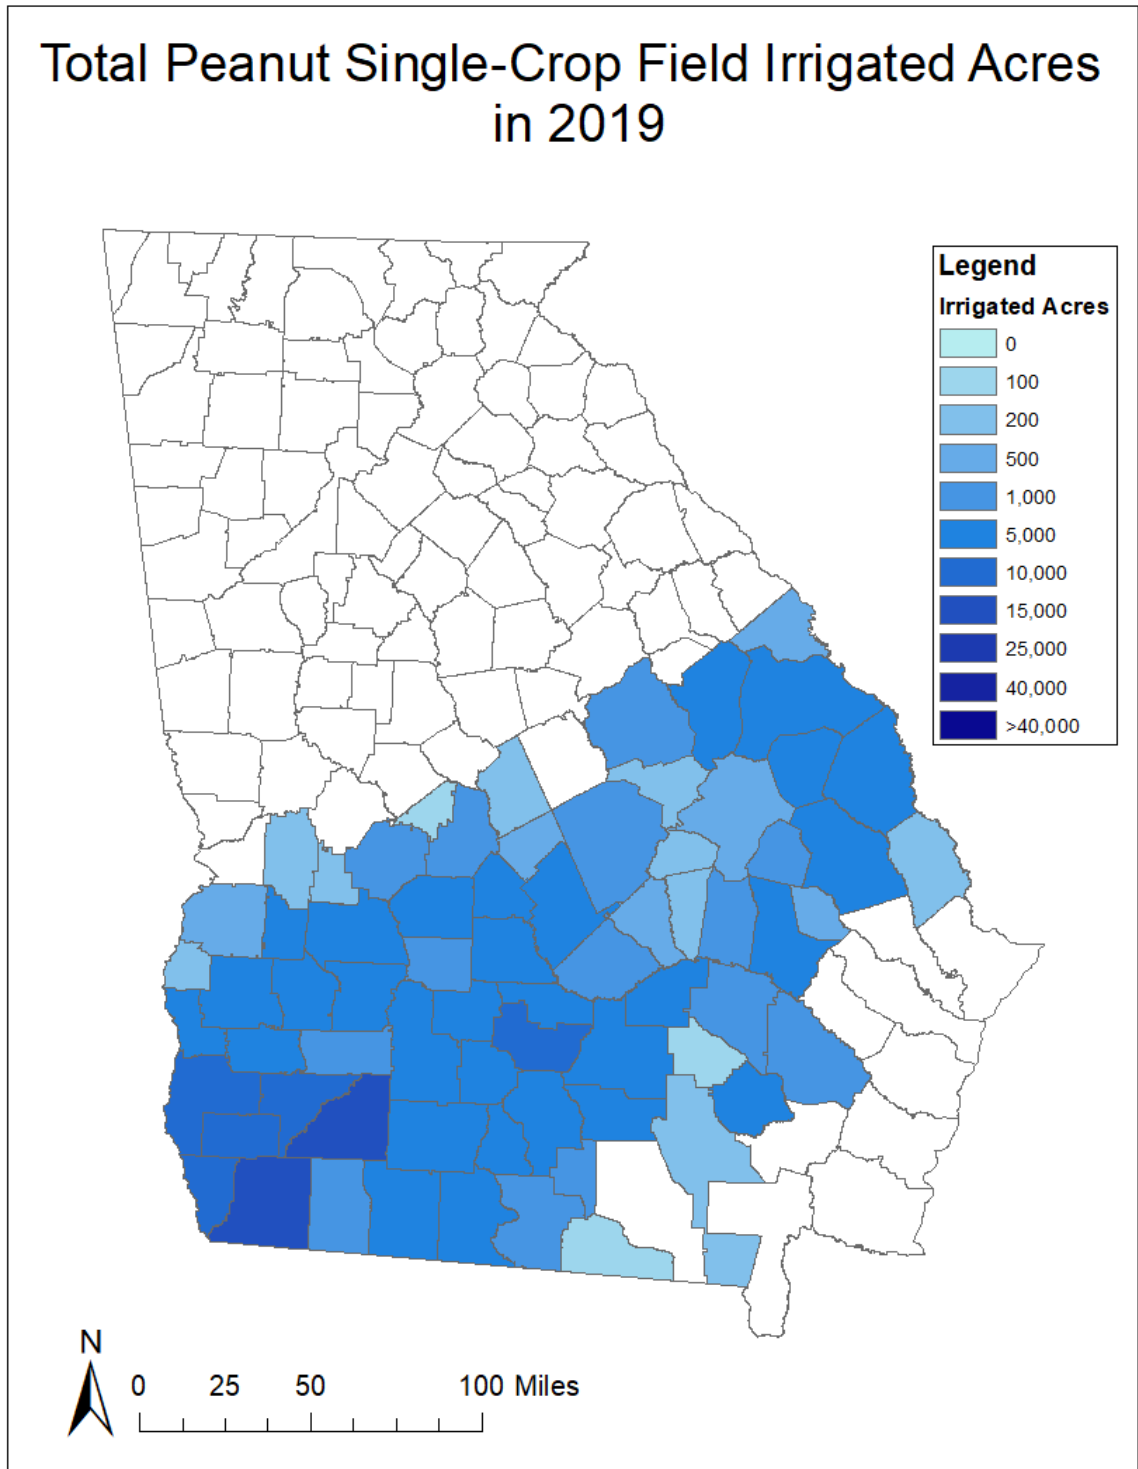 Total Peanut Single-Crop Field Irrigated Acres
in 2019
Legend
Irrigated Acres
0
100
200
500
1,000
5,000
10,000
15,000
25,000
40,000
>40,000
N
0 25 50 100 Miles